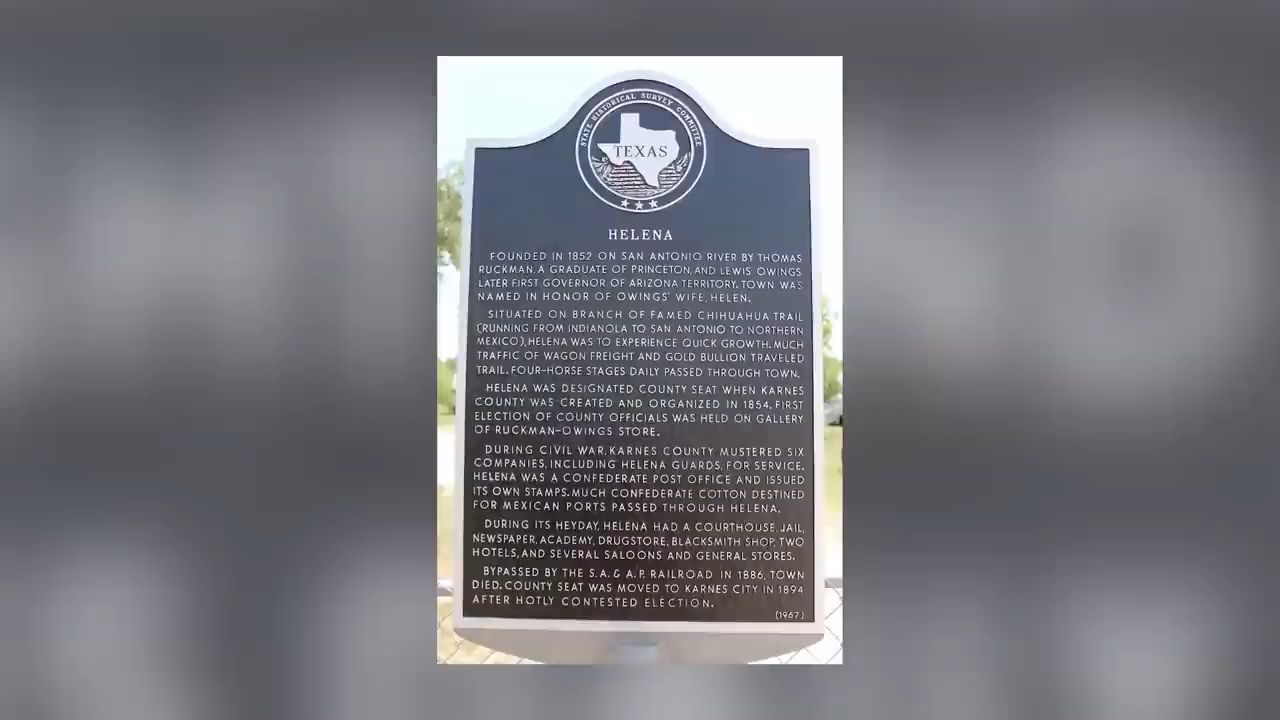 STATE HISTORICAL SURVEY COMMITTEE
TEXAS
HELENA
FOUNDED IN 1852 ON SAN ANTONIO RIVER BY THOMAS
RUCKMAN, A GRADUATE OF PRINCETON, AND LEWIS OWINGS
LATER FIRST GOVERNOR OF ARIZONA TERRITORY. TOWN WAS
NAMED IN HONOR OF OWINGS' WIFE, HELEN.
SITUATED ON BRANCH OF FAMED CHIHUAHUA TRAIL
(RUNNING FROM INDIANOLA TO SAN ANTONIO TO NORTHERN
MEXICO), HELENA WAS TO EXPERIENCE QUICK GROWTH. MUCH
TRAFFIC OF WAGON FREIGHT AND GOLD BULLION TRAVELED
TRAIL. FOUR-HORSE STAGES DAILY PASSED THROUGH TOWN.
HELENA WAS DESIGNATED COUNTY SEAT WHEN KARNES
COUNTY WAS CREATED AND ORGANIZED IN 1854. FIRST
ELECTION OF COUNTY OFFICIALS WAS HELD ON GALLERY
OF RUCKMAN-OWINGS STORE.
DURING CIVIL WAR, KARNES COUNTY MUSTERED SIX
COMPANIES, INCLUDING HELENA GUARDS, FOR SERVICE.
HELENA WAS A CONFEDERATE POST OFFICE AND ISSUED
ITS OWN STAMPS. MUCH CONFEDERATE COTTON DESTINED
FOR MEXICAN PORTS PASSED THROUGH HELENA.
DURING ITS HEYDAY, HELENA HAD A COURTHOUSE, JAIL,
NEWSPAPER, ACADEMY, DRUGSTORE, BLACKSMITH SHOP, TWO
HOTELS, AND SEVERAL SALOONS AND GENERAL STORES.
BYPASSED BY THE S.A. & A.P. RAILROAD IN 1886, TOWN
DIED. COUNTY SEAT WAS MOVED TO KARNES CITY IN 1894
AFTER HOTLY CONTESTED ELECTION.
(1967)